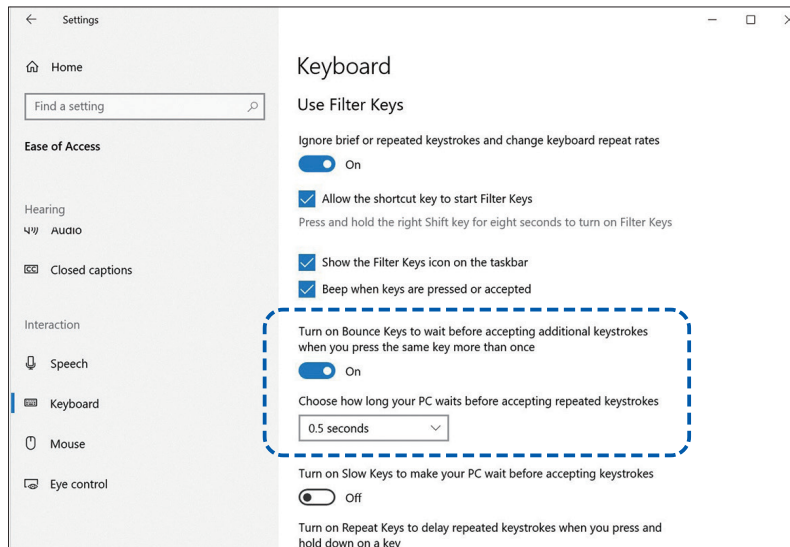 Settings
Home
Find a setting
Ease of Access
Hearing
Audio
CC Closed captions
Interaction
Speech
Keyboard
Mouse
Eye control
Keyboard
Use Filter Keys
Ignore brief or repeated keystrokes and change keyboard repeat rates
On
Allow the shortcut key to start Filter Keys
Press and hold the right Shift key for eight seconds to turn on Filter Keys
Show the Filter Keys icon on the taskbar
Beep when keys are pressed or accepted
Turn on Bounce Keys to wait before accepting additional keystrokes
when you press the same key more than once
On
Choose how long your PC waits before accepting repeated keystrokes
0.5 seconds
Turn on Slow Keys to make your PC wait before accepting keystrokes
Off
Turn on Repeat Keys to delay repeated keystrokes when you press and
hold down on a key